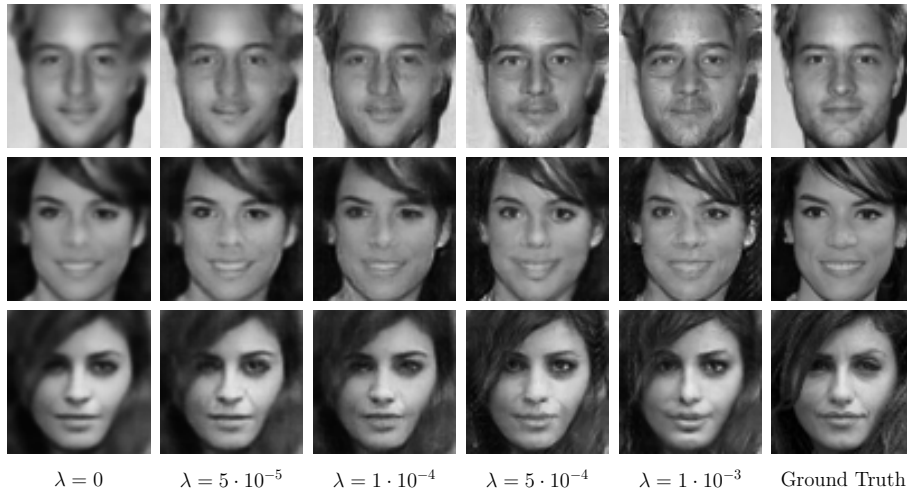 λ = 0 λ = 5 · 10⁻⁵ λ = 1 · 10⁻⁴ λ = 5 · 10⁻⁴ λ = 1 · 10⁻³ Ground Truth